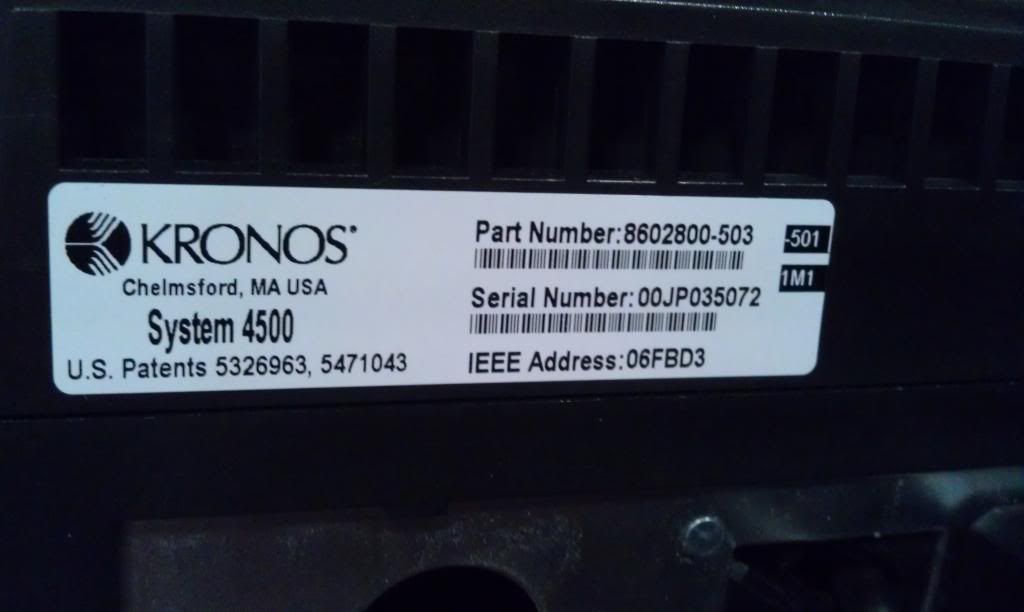 KRONOS
Chelmsford, MA USA
System 4500
U.S. Patents 5326963, 5471043
Part Number:8602800-503
-501
1M1
Serial Number:00JP035072
IEEE Address:06FBD3